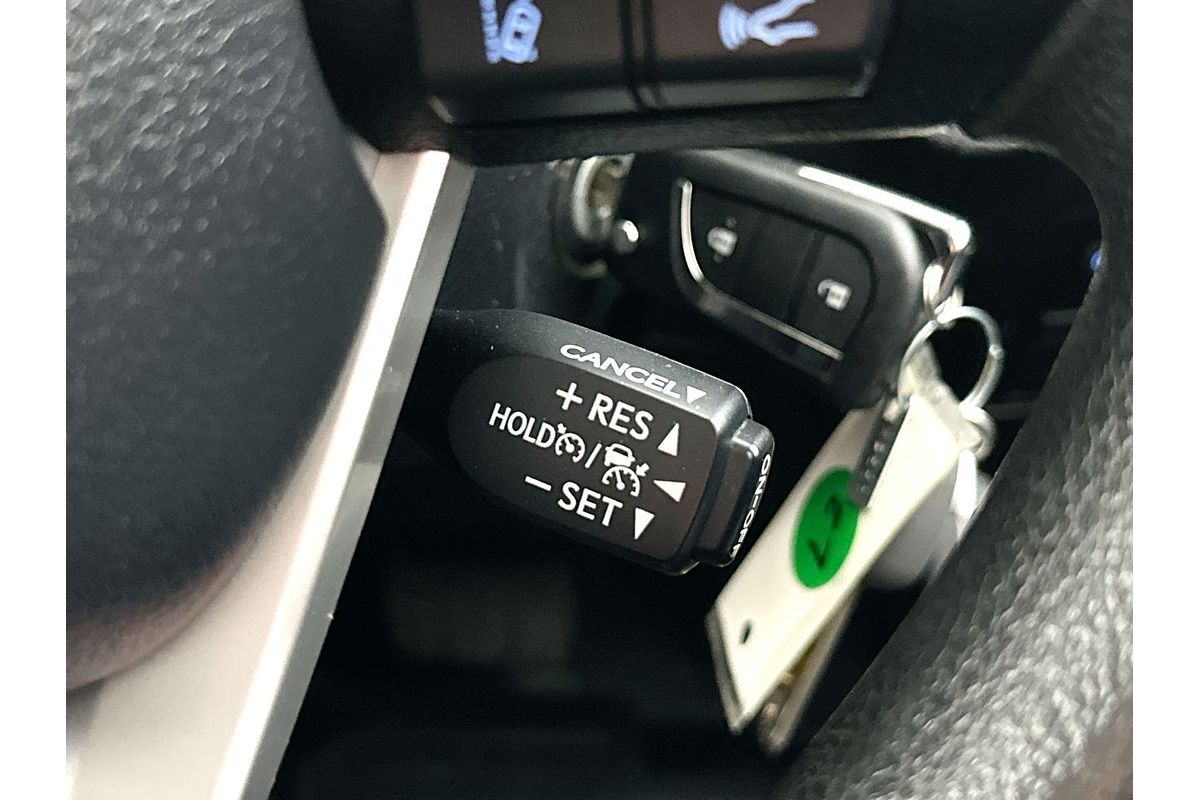 CANCEL▼
+ RES ▲
HOLD / ◀
− SET ▼
ON-OFF